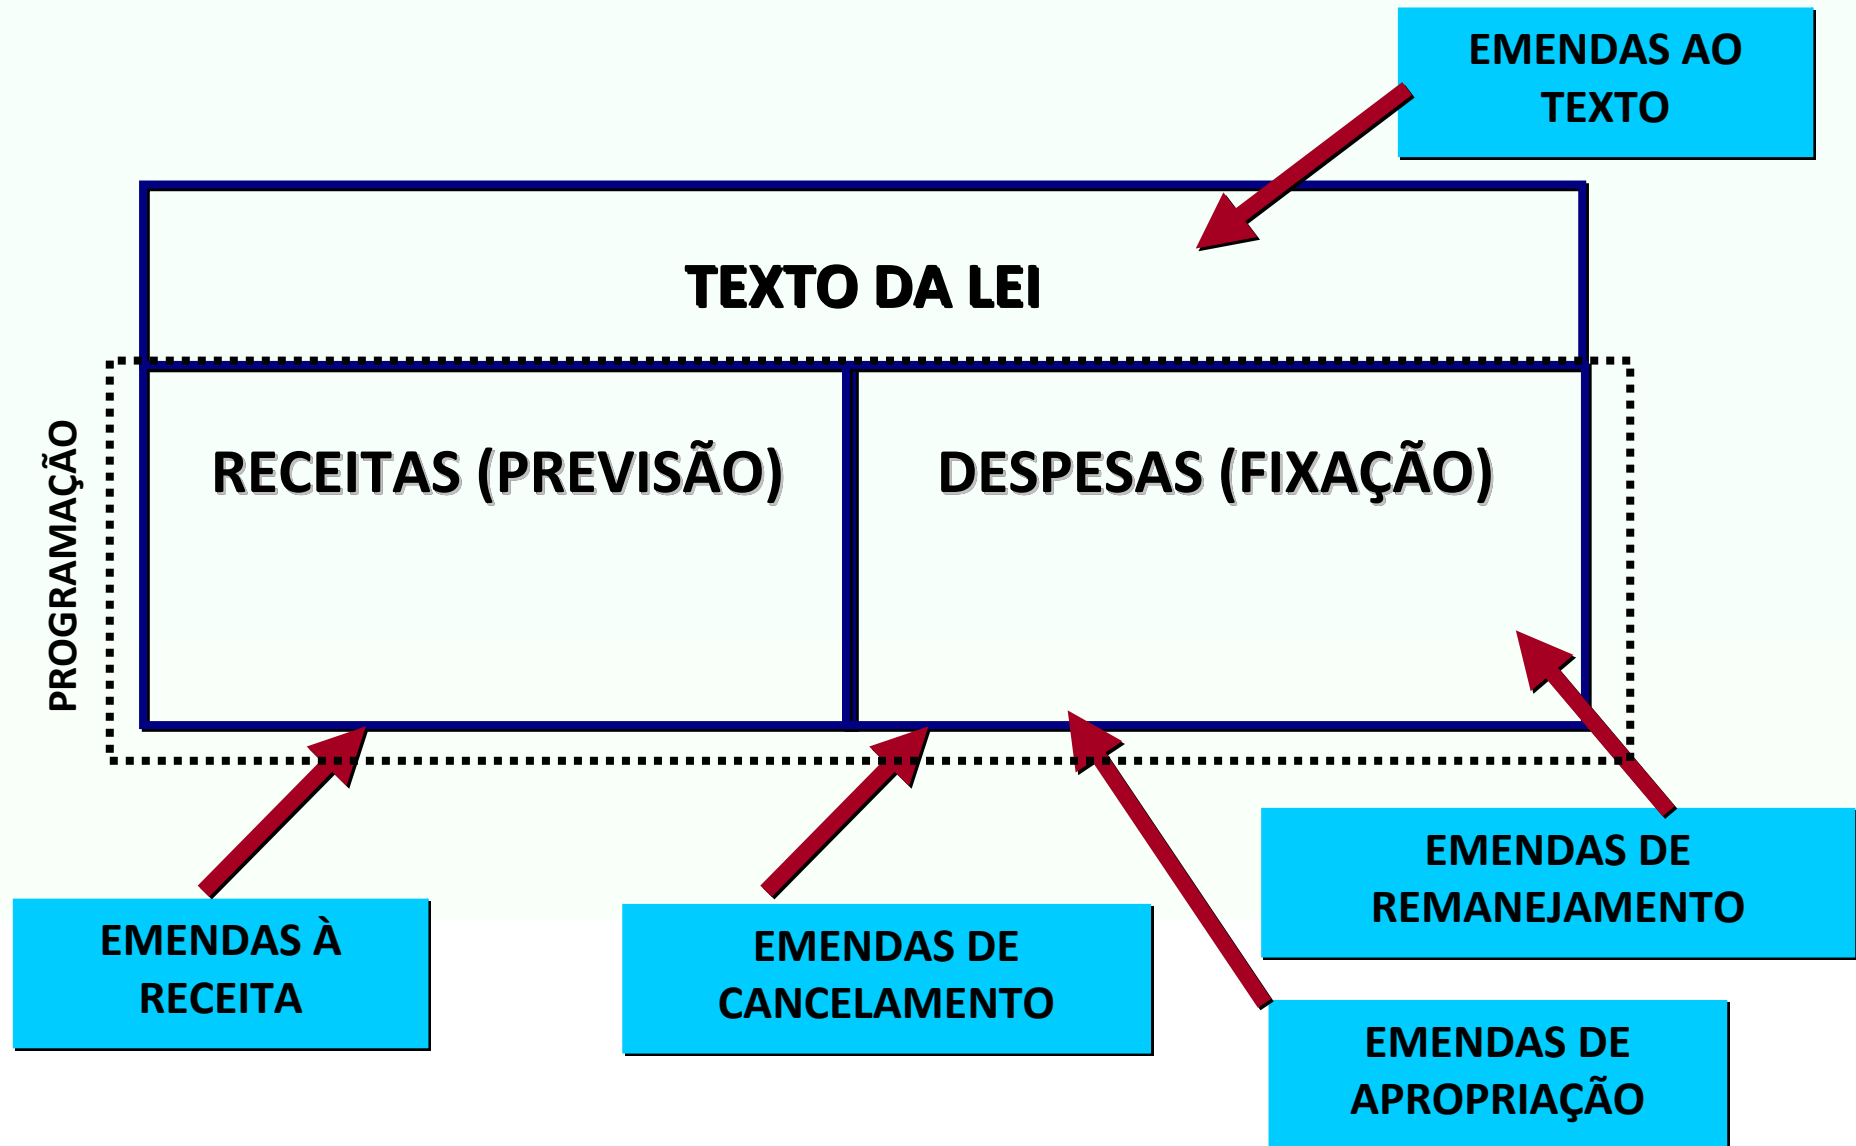 EMENDAS AO
TEXTO
TEXTO DA LEI
PROGRAMAÇÃO
RECEITAS (PREVISÃO)
DESPESAS (FIXAÇÃO)
EMENDAS À
RECEITA
EMENDAS DE
CANCELAMENTO
EMENDAS DE
REMANEJAMENTO
EMENDAS DE
APROPRIAÇÃO